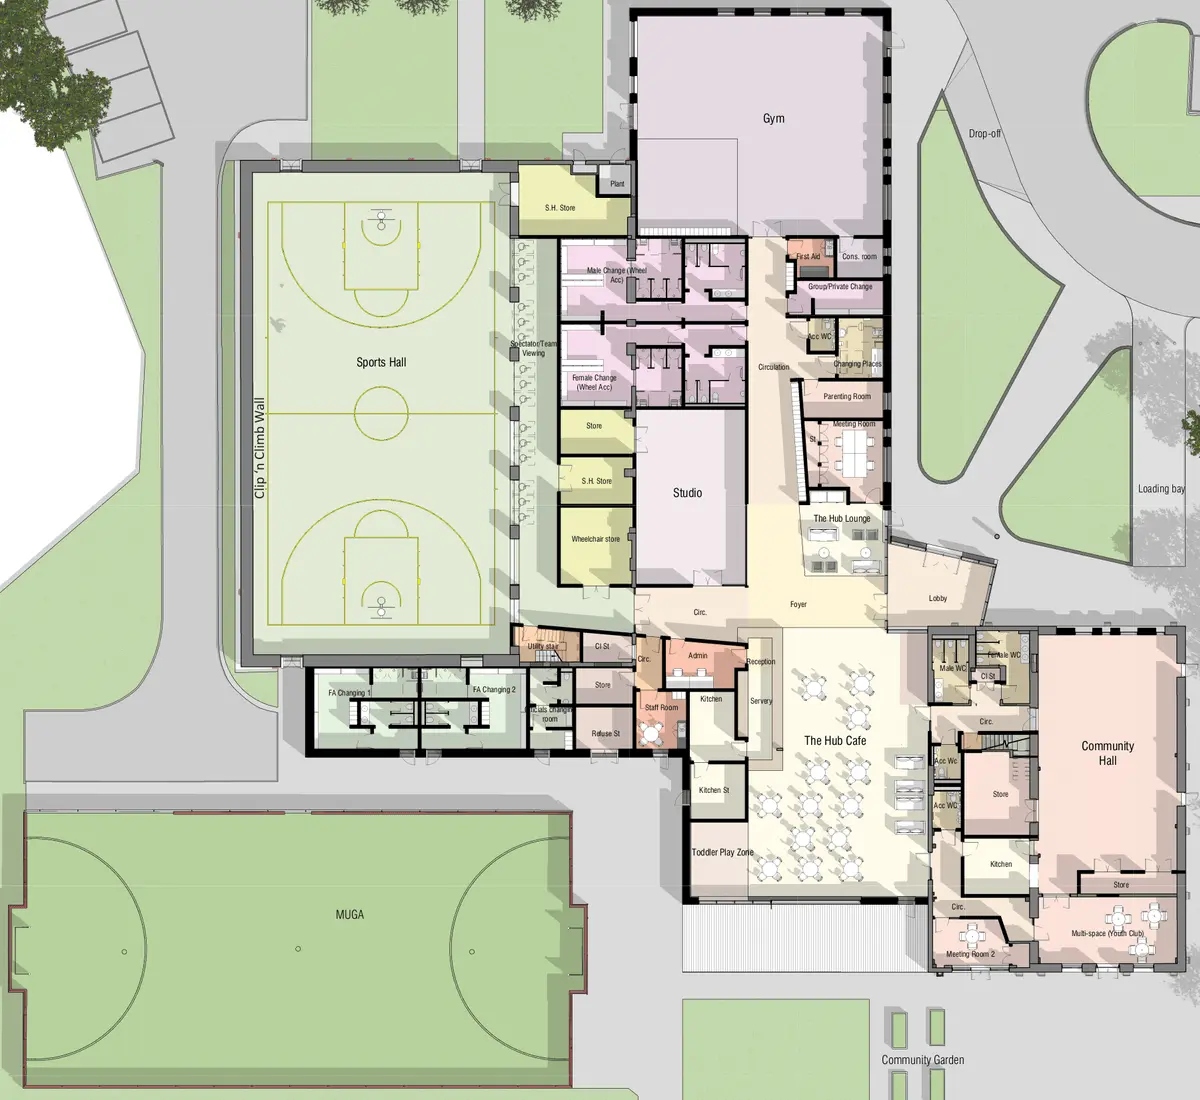 Gym
Drop-off
Plant
S.H. Store
First Aid
Cons. room
Male Change (Wheel
Acc)
Group/Private Change
Acc WC
Changing Places
Spectator/Team
Viewing
Sports Hall
Circulation
Female Change
(Wheel Acc)
Parenting Room
Clip 'n Climb Wall
Store
Meeting Room
St
S.H. Store
Studio
Loading bay
The Hub Lounge
Wheelchair store
Lobby
Circ.
Foyer
Utility stair
Cl St
Circ.
Admin
Reception
Male WC
Female WC
Cl St
FA Changing 1
FA Changing 2
Store
Kitchen
Servery
Staff Room
room
Circ.
Refuse St
The Hub Cafe
Community
Hall
Acc Wc
Kitchen St
Store
Acc WC
Toddler Play Zone
Kitchen
Store
MUGA
Circ.
Multi-space (Youth Club)
Meeting Room 2
Community Garden